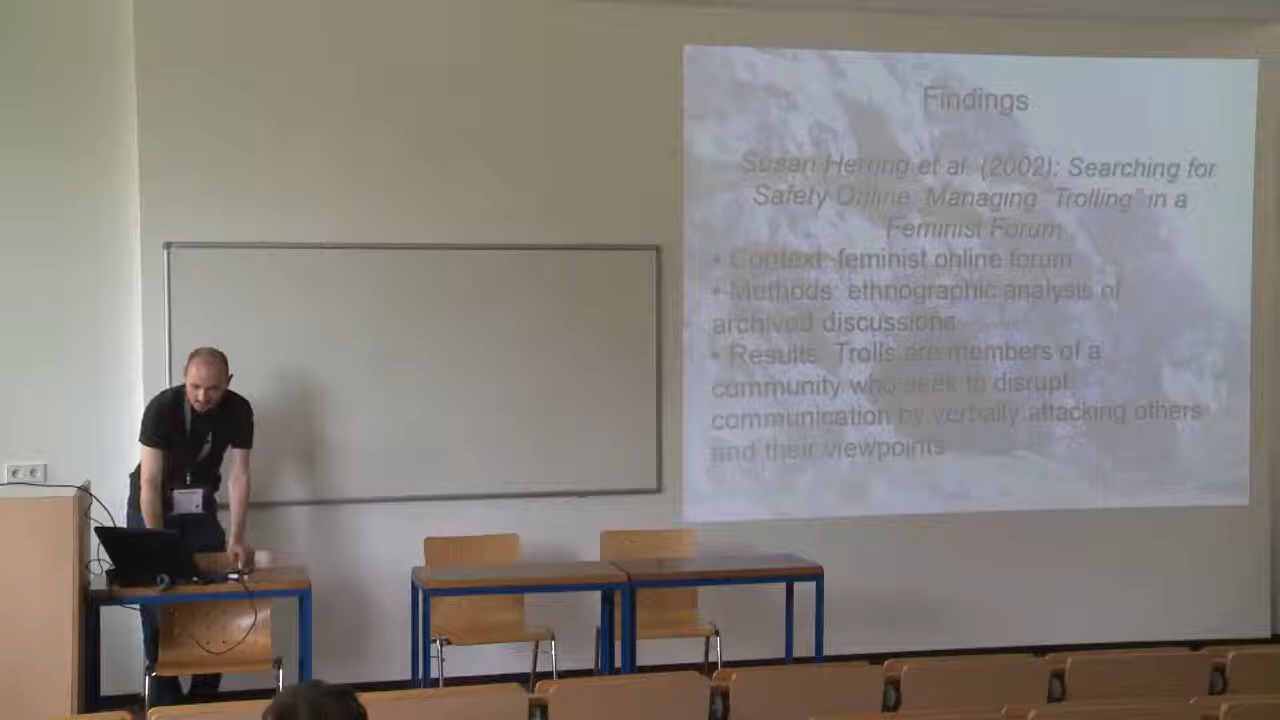 Findings
Susan Herring et al. (2002): Searching for
Safety Online: Managing "Trolling" in a
Feminist Forum
• Context: feminist online forum
• Methods: ethnographic analysis of
archived discussions
• Results: Trolls are members of a
community who seek to disrupt
communication by verbally attacking others
and their viewpoints